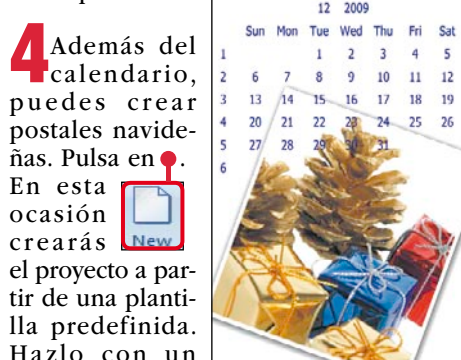 4 Además del
calendario,
puedes crear
postales navide-
ñas. Pulsa en .
En esta
ocasión
crearás
New
el proyecto a par-
tir de una planti-
lla predefinida.
Hazlo con un
12 2009
Sun Mon Tue Wed Thu Fri Sat
1 1 2 3 4 5
2 6 7 8 9 10 11 12
3 13 14 15 16 17 18 19
4 20 21 22 23 24 25 26
5 27 28 29 30 31
6